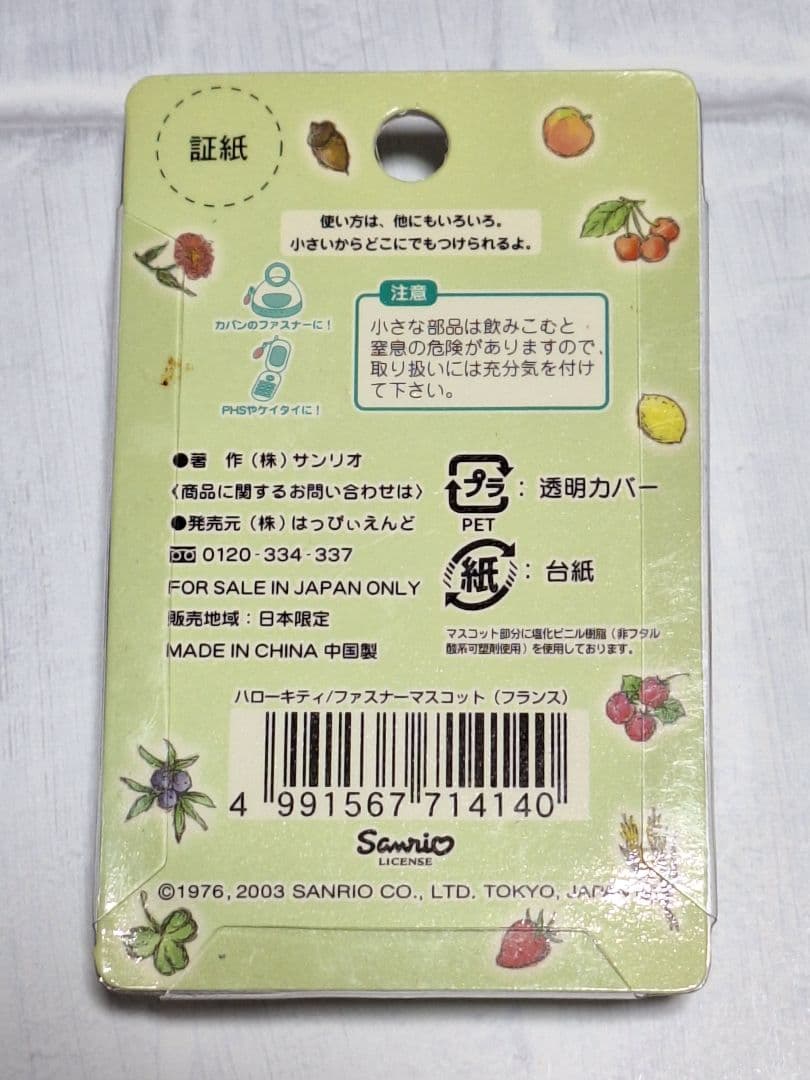 証紙
使い方は、他にもいろいろ。
小さいからどこにでもつけられるよ。
カバンのファスナーに!
PHSやケイタイに!
注意
小さな部品は飲みこむと
窒息の危険がありますので、
取り扱いには充分気を付け
て下さい。
●著 作(株)サンリオ
〈商品に関するお問い合わせは〉
●発売元(株)はっぴぃえんど
0120-334-337
FOR SALE IN JAPAN ONLY
販売地域:日本限定
MADE IN CHINA 中国製
プラ:透明カバー
PET
紙:台紙
マスコット部分に塩化ビニル樹脂(非フタル
酸系可塑剤使用)を使用しております。
ハローキティ/ファスナーマスコット(フランス)
4 991567 714140
Sanrio
LICENSE
©1976, 2003 SANRIO CO., LTD. TOKYO, JAPAN